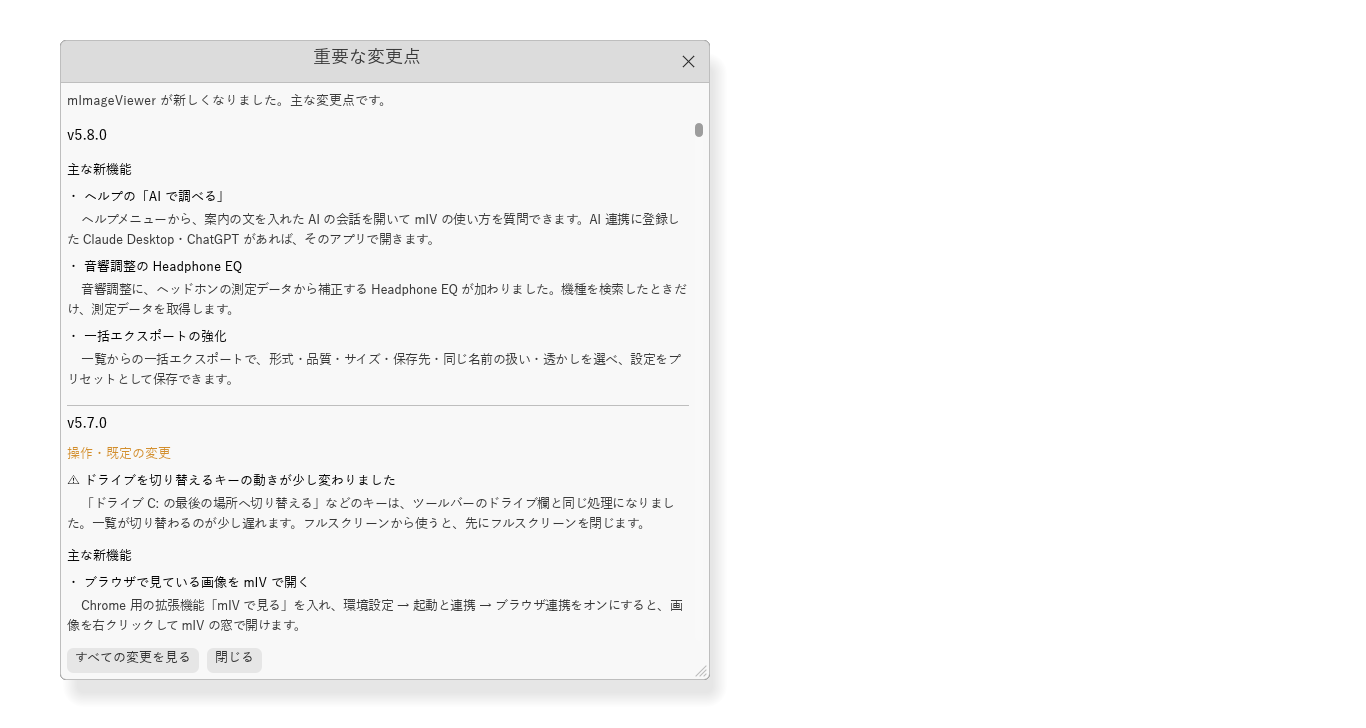 重要な変更点
mImageViewer が新しくなりました。主な変更点です。
v5.8.0
主な新機能
・ ヘルプの「AI で調べる」
ヘルプメニューから、案内の文を入れた AI の会話を開いて mIV の使い方を質問できます。AI 連携に登録し
た Claude Desktop・ChatGPT があれば、そのアプリで開きます。
・ 音響調整の Headphone EQ
音響調整に、ヘッドホンの測定データから補正する Headphone EQ が加わりました。機種を検索したときだ
け、測定データを取得します。
・ 一括エクスポートの強化
一覧からの一括エクスポートで、形式・品質・サイズ・保存先・同じ名前の扱い・透かしを選べ、設定をプ
リセットとして保存できます。
v5.7.0
操作・既定の変更
⚠ ドライブを切り替えるキーの動きが少し変わりました
「ドライブ C: の最後の場所へ切り替える」などのキーは、ツールバーのドライブ欄と同じ処理になりまし
た。一覧が切り替わるのが少し遅れます。フルスクリーンから使うと、先にフルスクリーンを閉じます。
主な新機能
・ ブラウザで見ている画像を mIV で開く
Chrome 用の拡張機能「mIV で見る」を入れ、環境設定 → 起動と連携 → ブラウザ連携をオンにすると、画
像を右クリックして mIV の窓で開けます。
すべての変更を見る 閉じる